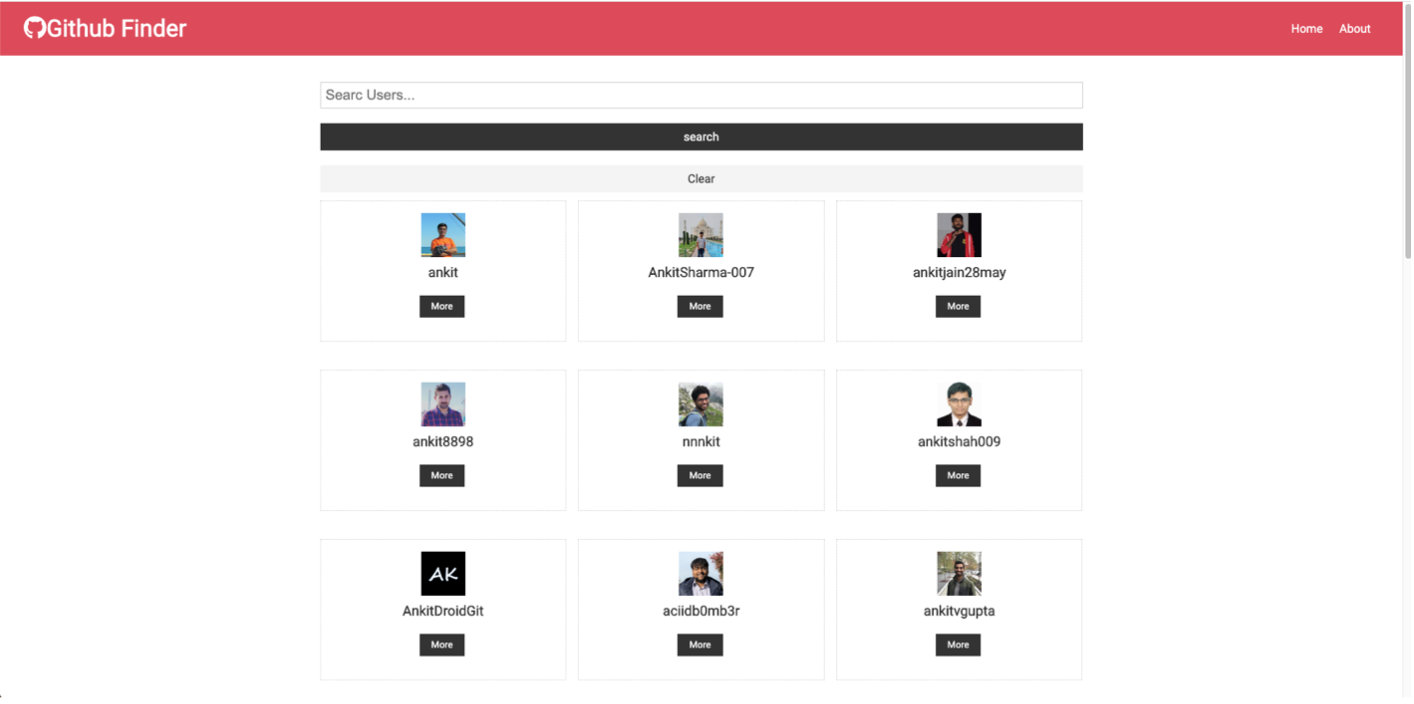 Github Finder
Home About
Searc Users...
search
Clear
ankit AnkitSharma-007 ankitjain28may
More More More
ankit8898 nnnkit ankitshah009
More More More
AK
AnkitDroidGit aciidb0mb3r ankitvgupta
More More More